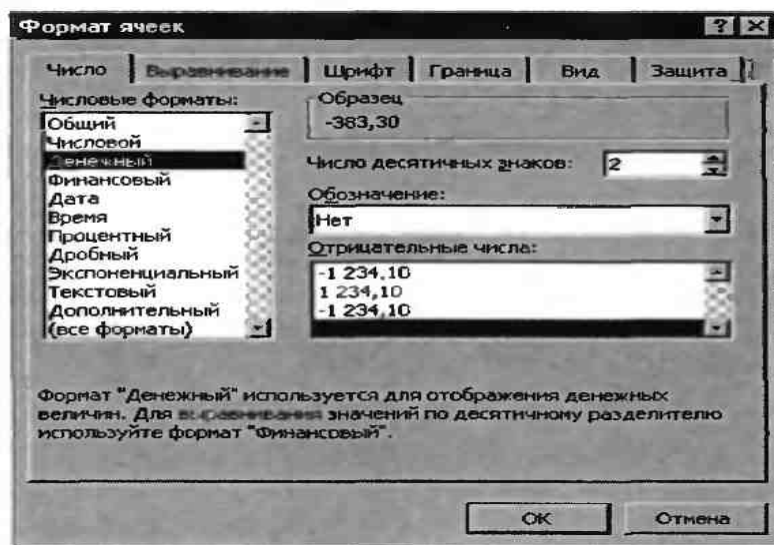 Формат ячеек
Число
Шрифт
Граница
Вид
Защита
Числовые форматы:
Общий
Числовой
Денежный
Финансовый
Дата
Время
Процентный
Дробный
Экспоненциальный
Текстовый
Дополнительный
(все форматы)
Образец
-383,30
Число десятичных знаков: 2
Обозначение:
Нет
Отрицательные числа:
-1 234,10
1 234,10
-1 234,10
Формат "Денежный" используется для отображения денежных
величин. Для значений по десятичному разделителю
используйте формат "Финансовый".
ОК
Отмена